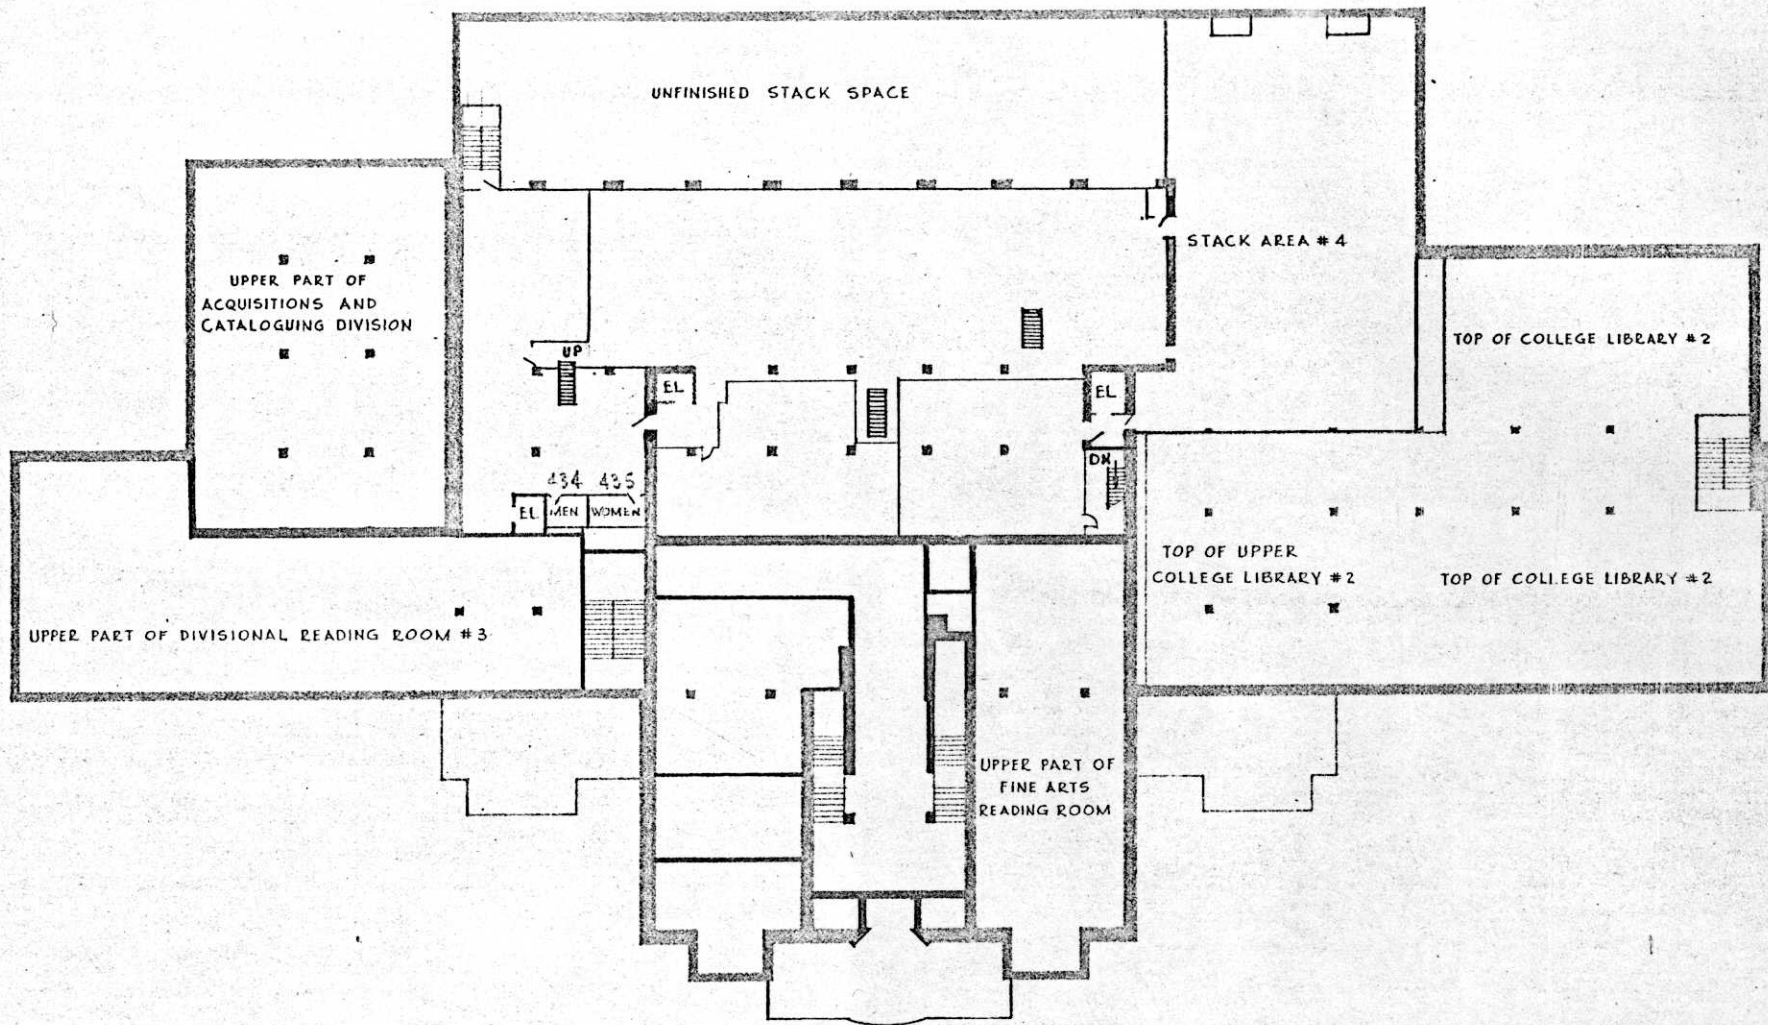 UNFINISHED STACK SPACE
STACK AREA #4
UPPER PART OF
ACQUISITIONS AND
CATALOGUING DIVISION
TOP OF COLLEGE LIBRARY #2
UP
EL
EL
DN
434 435
EL MEN WOMEN
TOP OF UPPER
COLLEGE LIBRARY #2
TOP OF COLLEGE LIBRARY #2
UPPER PART OF DIVISIONAL READING ROOM #3
UPPER PART OF
FINE ARTS
READING ROOM